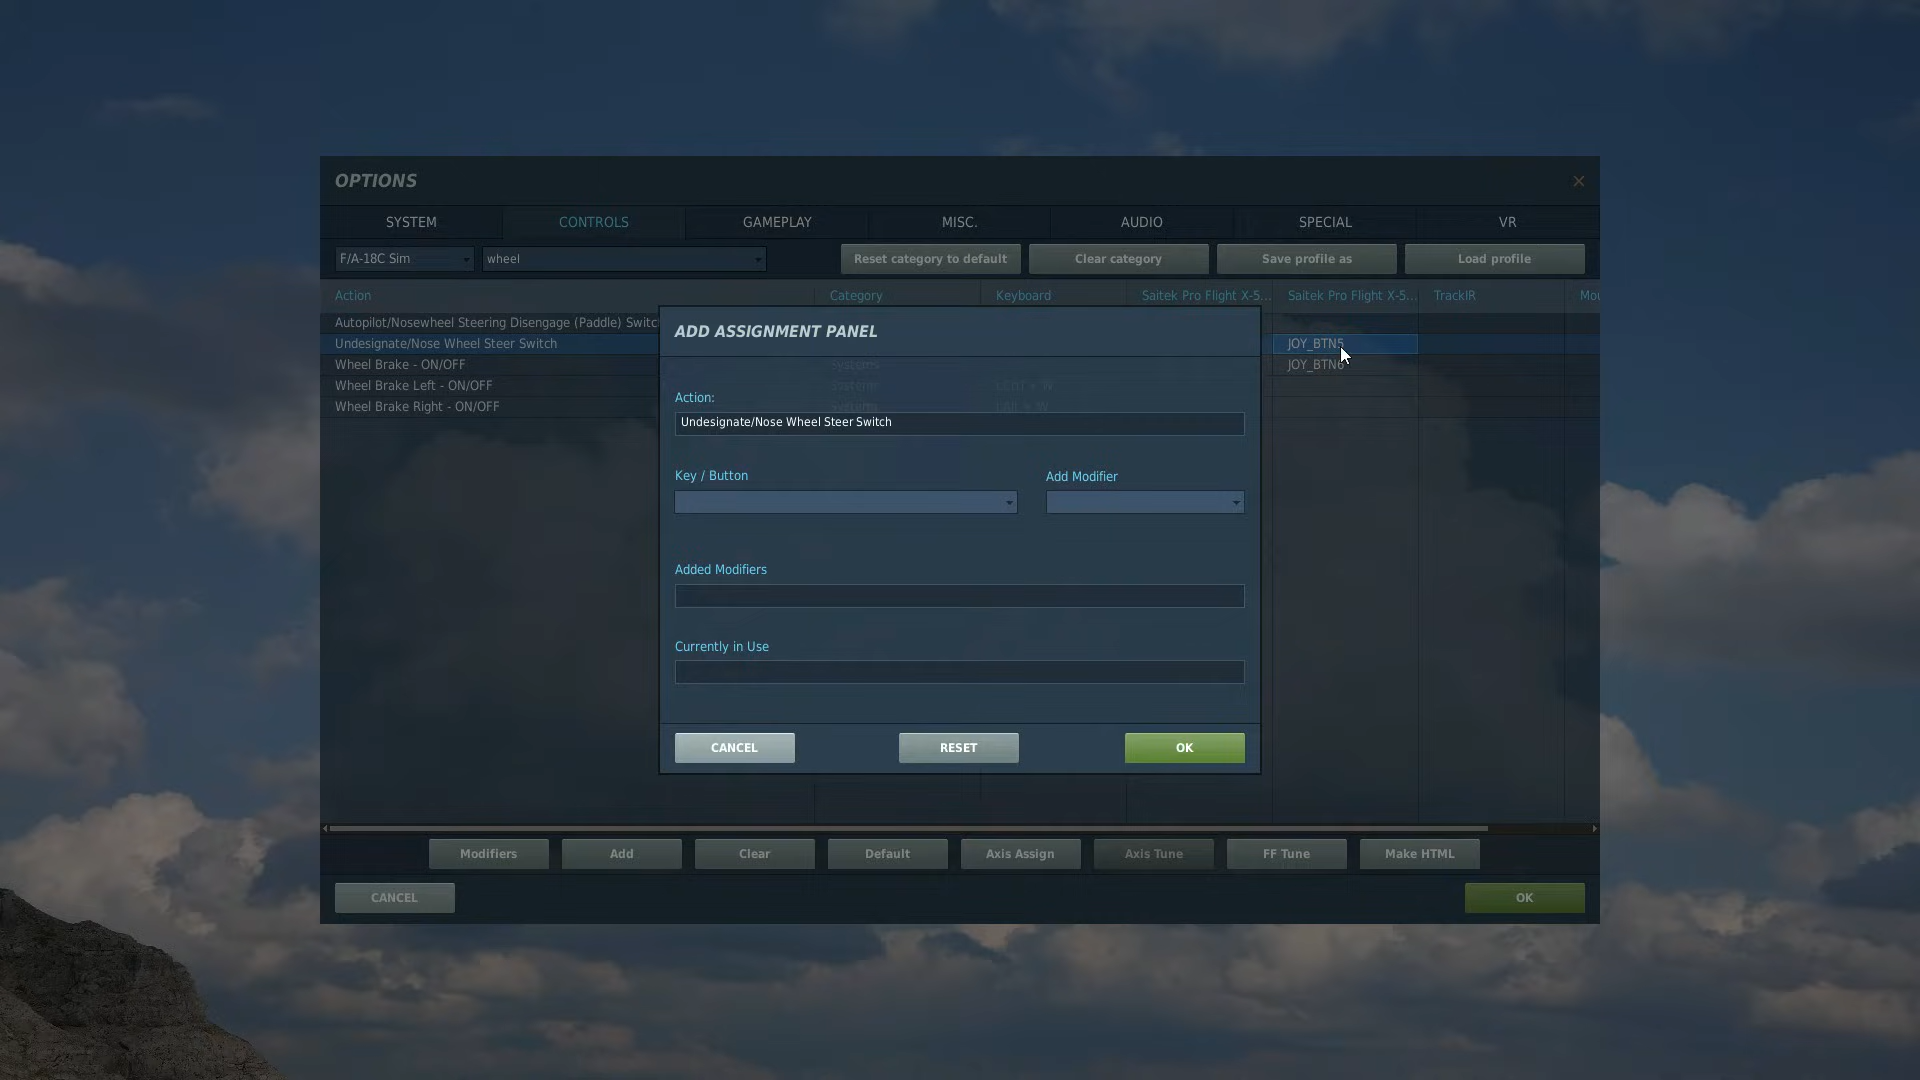 OPTIONS
SYSTEM CONTROLS GAMEPLAY MISC. AUDIO SPECIAL VR
F/A-18C Sim wheel Reset category to default Clear category Save profile as Load profile
Action Category Keyboard Saitek Pro Flight X-5... Saitek Pro Flight X-5... TrackIR Mou
Autopilot/Nosewheel Steering Disengage (Paddle) Switc
Undesignate/Nose Wheel Steer Switch JOY_BTN5
Wheel Brake - ON/OFF Systems JOY_BTN6
Wheel Brake Left - ON/OFF Systems
Wheel Brake Right - ON/OFF Systems
ADD ASSIGNMENT PANEL
Action:
Undesignate/Nose Wheel Steer Switch
Key / Button Add Modifier
Added Modifiers
Currently in Use
CANCEL RESET OK
Modifiers Add Clear Default Axis Assign Axis Tune FF Tune Make HTML
CANCEL OK